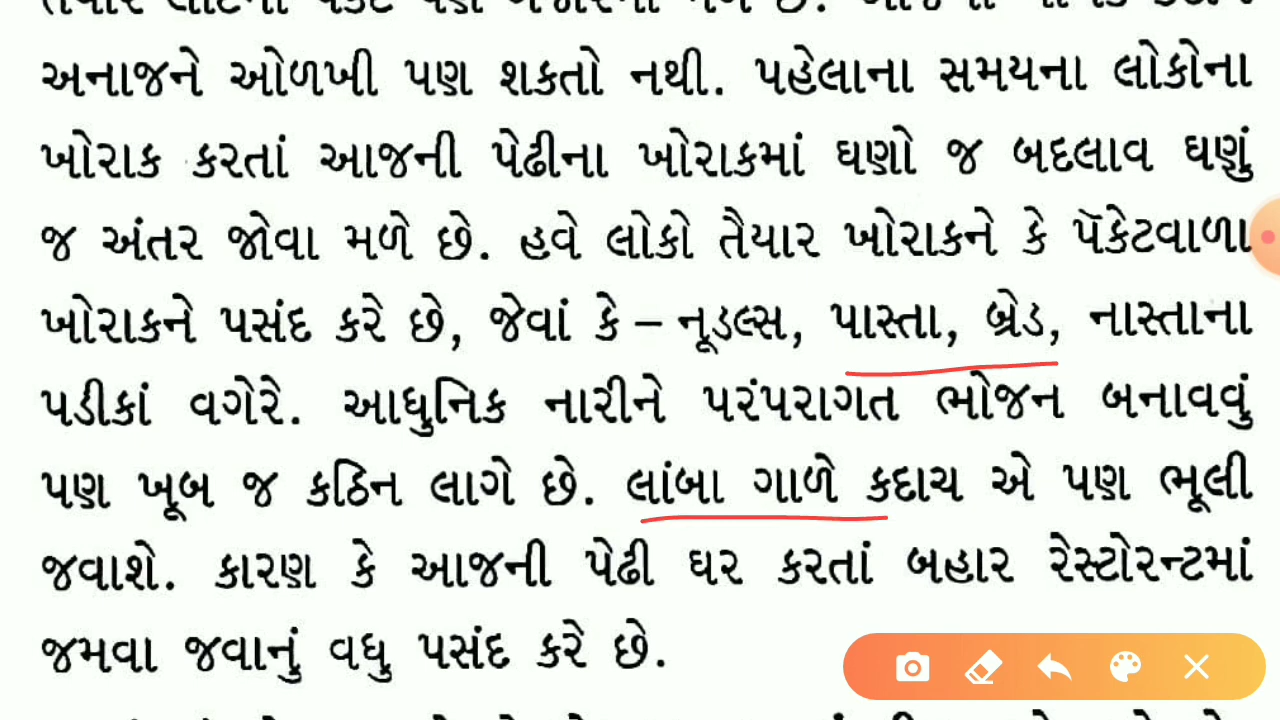 અનાજને ઓળખી પણ શકતો નથી. પહેલાના સમયના લોકોના
ખોરાક કરતાં આજની પેઢીના ખોરાકમાં ઘણો જ બદલાવ ઘણું
જ અંતર જોવા મળે છે. હવે લોકો તૈયાર ખોરાકને કે પૅકેટવાળા
ખોરાકને પસંદ કરે છે, જેવાં કે – નૂડલ્સ, પાસ્તા, બ્રેડ, નાસ્તાના
પડીકાં વગેરે. આધુનિક નારીને પરંપરાગત ભોજન બનાવવું
પણ ખૂબ જ કઠિન લાગે છે. લાંબા ગાળે કદાચ એ પણ ભૂલી
જવાશે. કારણ કે આજની પેઢી ઘર કરતાં બહાર રેસ્ટોરન્ટમાં
જમવા જવાનું વધુ પસંદ કરે છે.